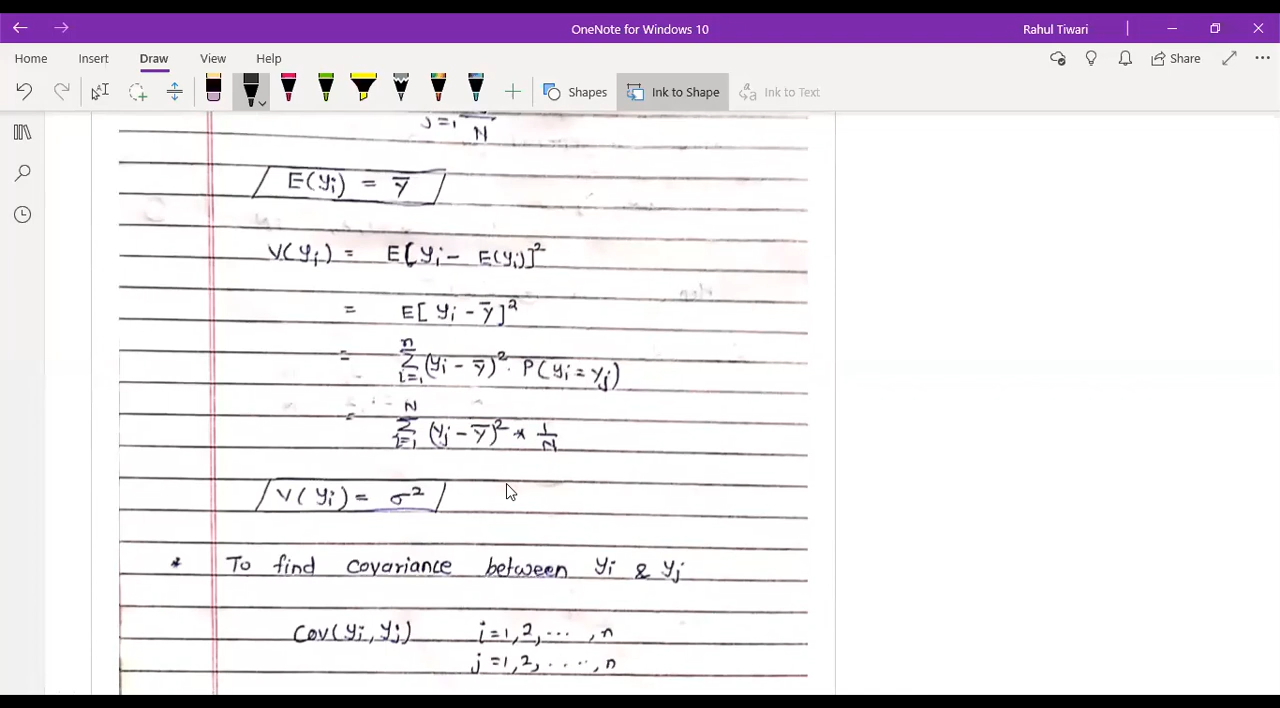 OneNote for Windows 10
Rahul Tiwari
Home Insert Draw View Help
Share
Shapes Ink to Shape Ink to Text
j=1 N
E(yi) = Ȳ
V(yi) = E[yi - E(yi)]²
= E[yi - Ȳ]²
= n Σ i=1 (yi - Ȳ)² . P(yi = Yj)
= N Σ i=1 (Yj - Ȳ)² * 1/N
V(yi) = σ²
* To find covariance between yi & yj
Cov(yi, yj) i=1,2,..., n
j=1,2,....,n